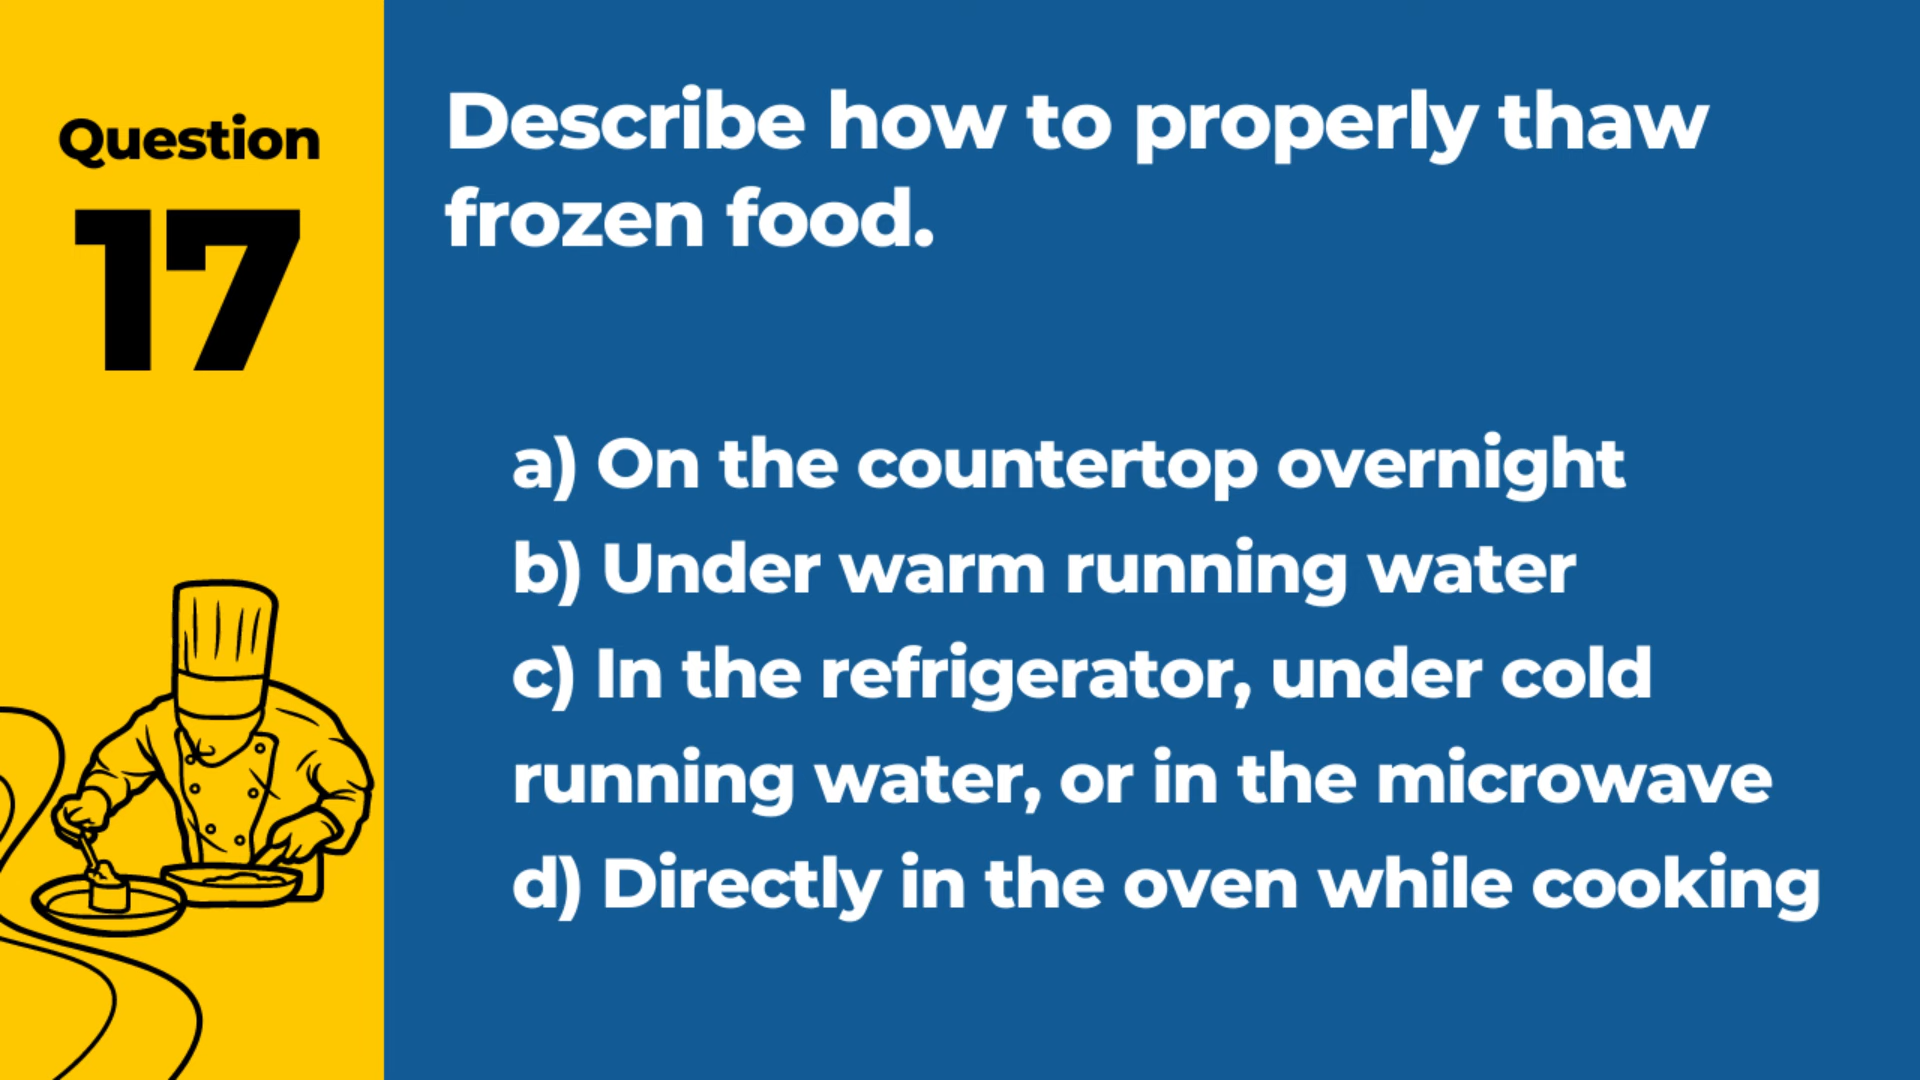 Question
17
Describe how to properly thaw
frozen food.
a) On the countertop overnight
b) Under warm running water
c) In the refrigerator, under cold
running water, or in the microwave
d) Directly in the oven while cooking